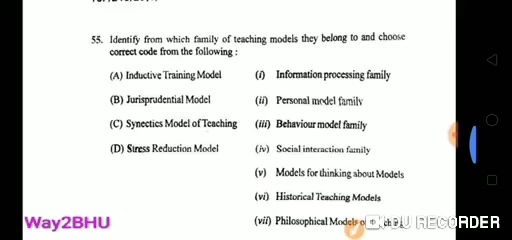 55. Identify from which family of teaching models they belong to and choose
correct code from the following :
(A) Inductive Training Model (i) Information processing family
(B) Jurisprudential Model (ii) Personal model family
(C) Synectics Model of Teaching (iii) Behaviour model family
(D) Stress Reduction Model (iv) Social interaction family
(v) Models for thinking about Models
(vi) Historical Teaching Models
(vii) Philosophical Models
Way2BHU
RECORDER